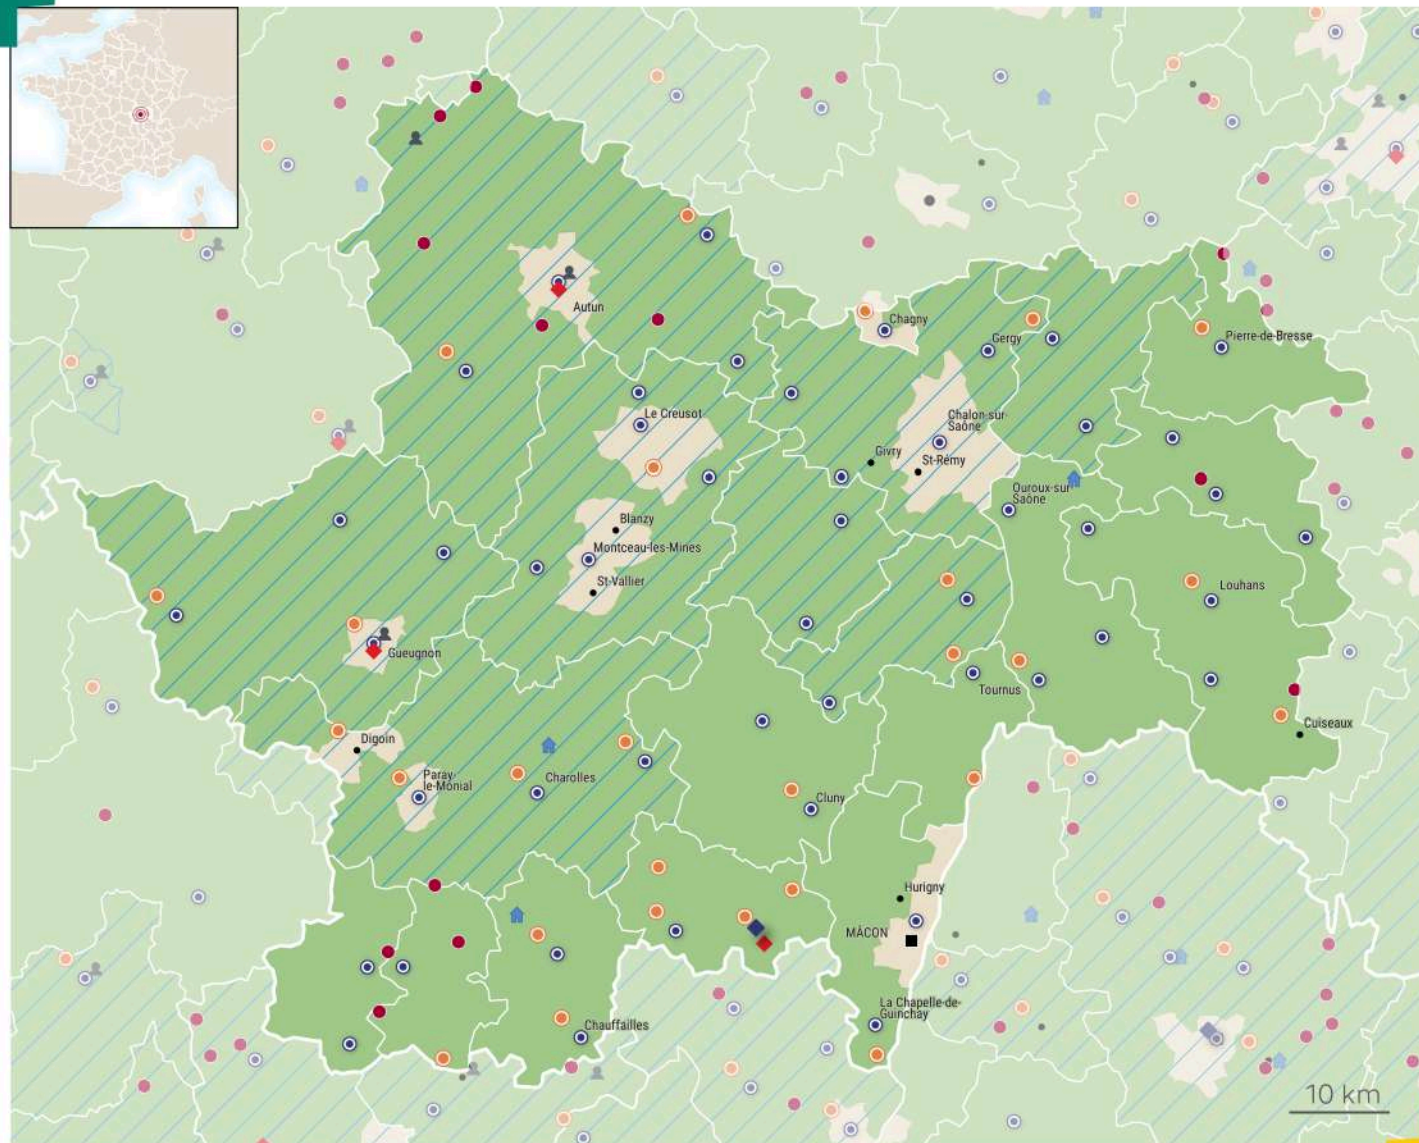 Autun
Chagny
Gergy
Pierre-de-Bresse
Le Creusot
Chalon-sur-
Saône
Givry
St-Rémy
Ouroux-sur-
Saône
Blanzy
Montceau-les-Mines
St-Vallier
Louhans
Gueugnon
Tournus
Cuiseaux
Digoin
Paray-
le-Monial
Charolles
Cluny
Hurigny
MÂCON
La Chapelle-de-
Guinchay
Chauffailles
10 km